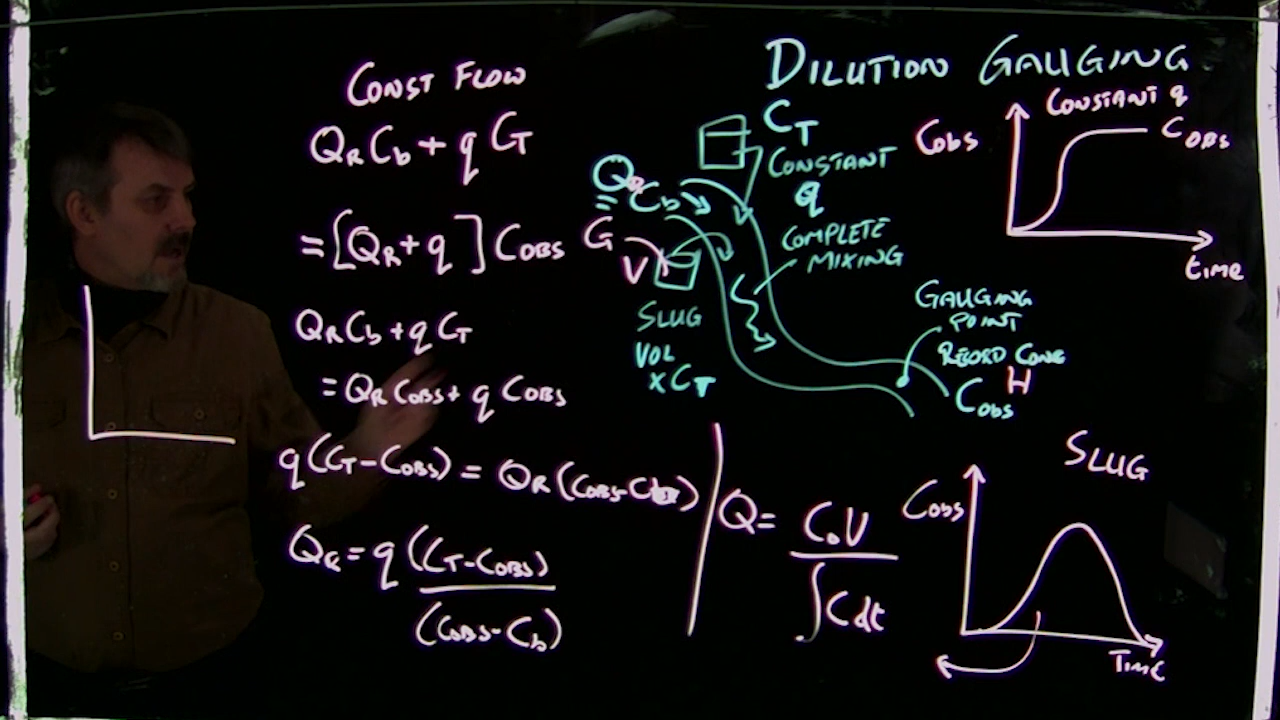 DILUTION GAUGING
CONST FLOW
QR Cb + q CT
= [QR + q] COBS
QR Cb + q CT
= QR COBS + q COBS
q (CT - COBS) = QR (COBS - Cb)
QR = q (CT - COBS)
(COBS - Cb)
CT
CONSTANT
q
QR Cb
COMPLETE
MIXING
V
SLUG
VOL
x CT
GAUGING
POINT
RECORD CONC
H
COBS
CONSTANT q
COBS
COBS
TIME
Q = C0 V
∫ C dt
SLUG
COBS
TIME